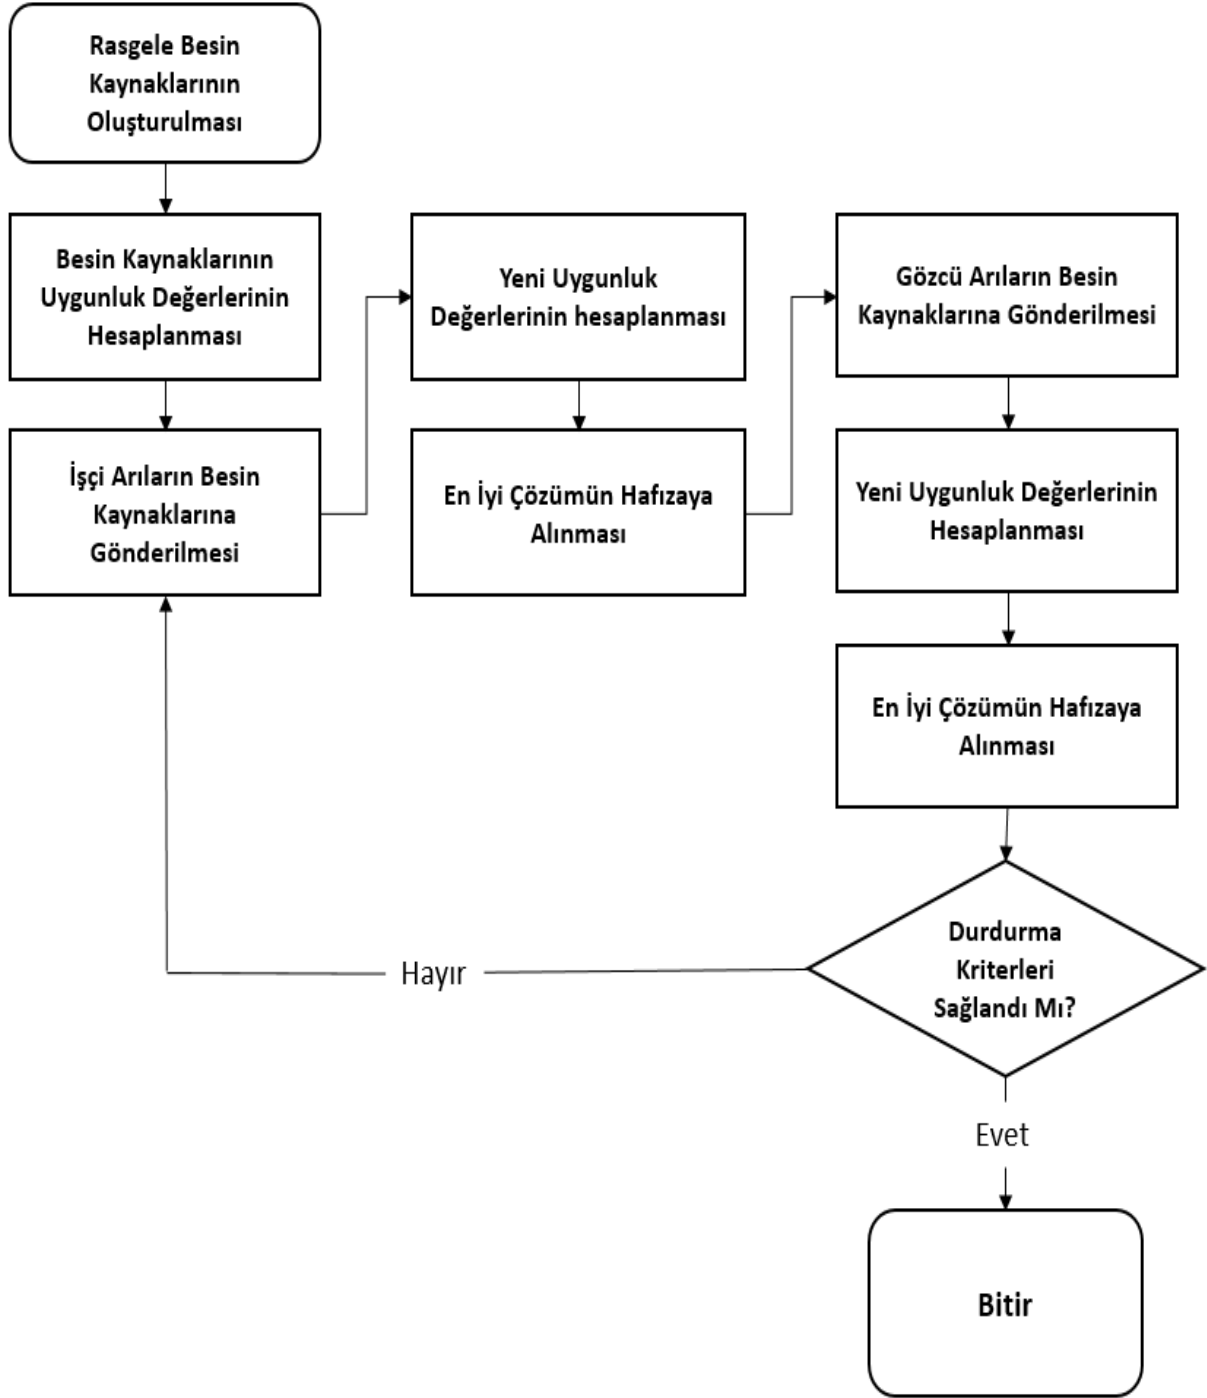 Rasgele Besin
Kaynaklarının
Oluşturulması
Besin Kaynaklarının
Uygunluk Değerlerinin
Hesaplanması
İşçi Arıların Besin
Kaynaklarına
Gönderilmesi
Yeni Uygunluk
Değerlerinin hesaplanması
En İyi Çözümün Hafızaya
Alınması
Gözcü Arıların Besin
Kaynaklarına Gönderilmesi
Yeni Uygunluk Değerlerinin
Hesaplanması
En İyi Çözümün Hafızaya
Alınması
Durdurma
Kriterleri
Sağlandı Mı?
Hayır
Evet
Bitir